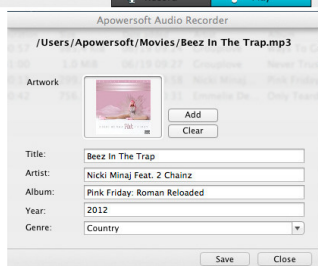 Apowersoft Audio Recorder
/Users/Apowersoft/Movies/Beez In The Trap.mp3
Artwork
Add
Clear
Title: Beez In The Trap
Artist: Nicki Minaj Feat. 2 Chainz
Album: Pink Friday: Roman Reloaded
Year: 2012
Genre: Country
Save Close